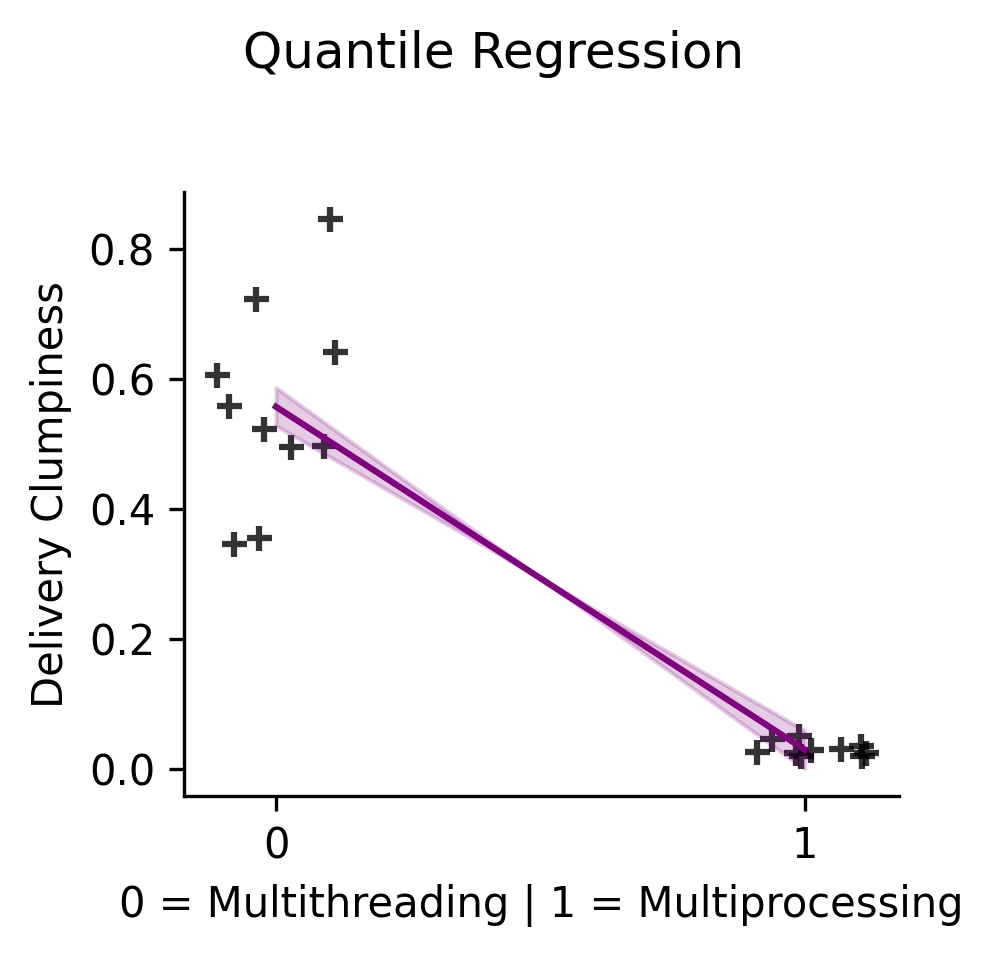 Quantile Regression
0.8
0.6
0.4
0.2
0.0
Delivery Clumpiness
0
1
0 = Multithreading | 1 = Multiprocessing